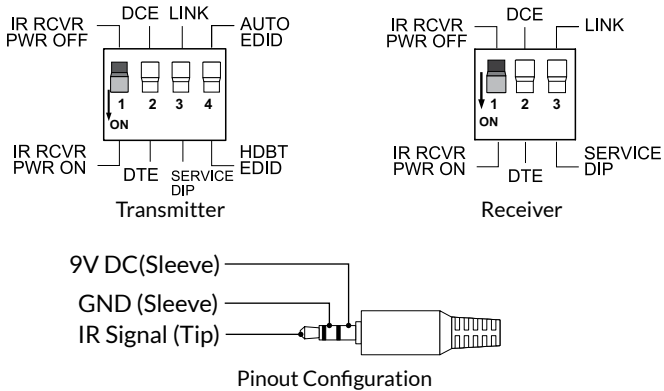 IR RCVR
PWR OFF
DCE
LINK
AUTO
EDID
1 2 3 4
ON
IR RCVR
PWR ON
DTE
SERVICE
DIP
HDBT
EDID
Transmitter
IR RCVR
PWR OFF
DCE
LINK
1 2 3
ON
IR RCVR
PWR ON
DTE
SERVICE
DIP
Receiver
9V DC(Sleeve)
GND (Sleeve)
IR Signal (Tip)
Pinout Configuration